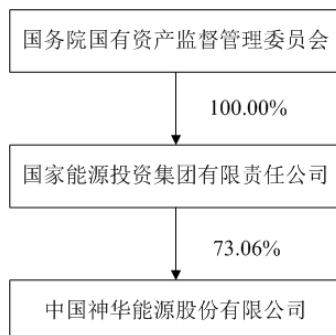 国务院国有资产监督管理委员会
100.00%
国家能源投资集团有限责任公司
73.06%
中国神华能源股份有限公司